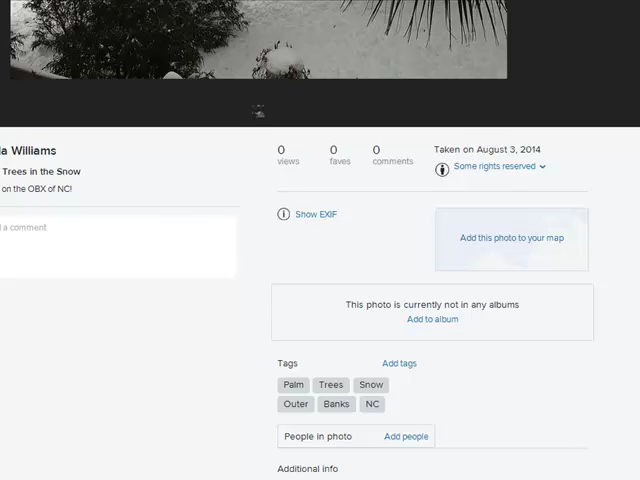 la Williams
Trees in the Snow
on the OBX of NC!
a comment
0 0 0
views faves comments
Taken on August 3, 2014
Some rights reserved
Show EXIF
Add this photo to your map
This photo is currently not in any albums
Add to album
Tags Add tags
Palm Trees Snow
Outer Banks NC
People in photo Add people
Additional info